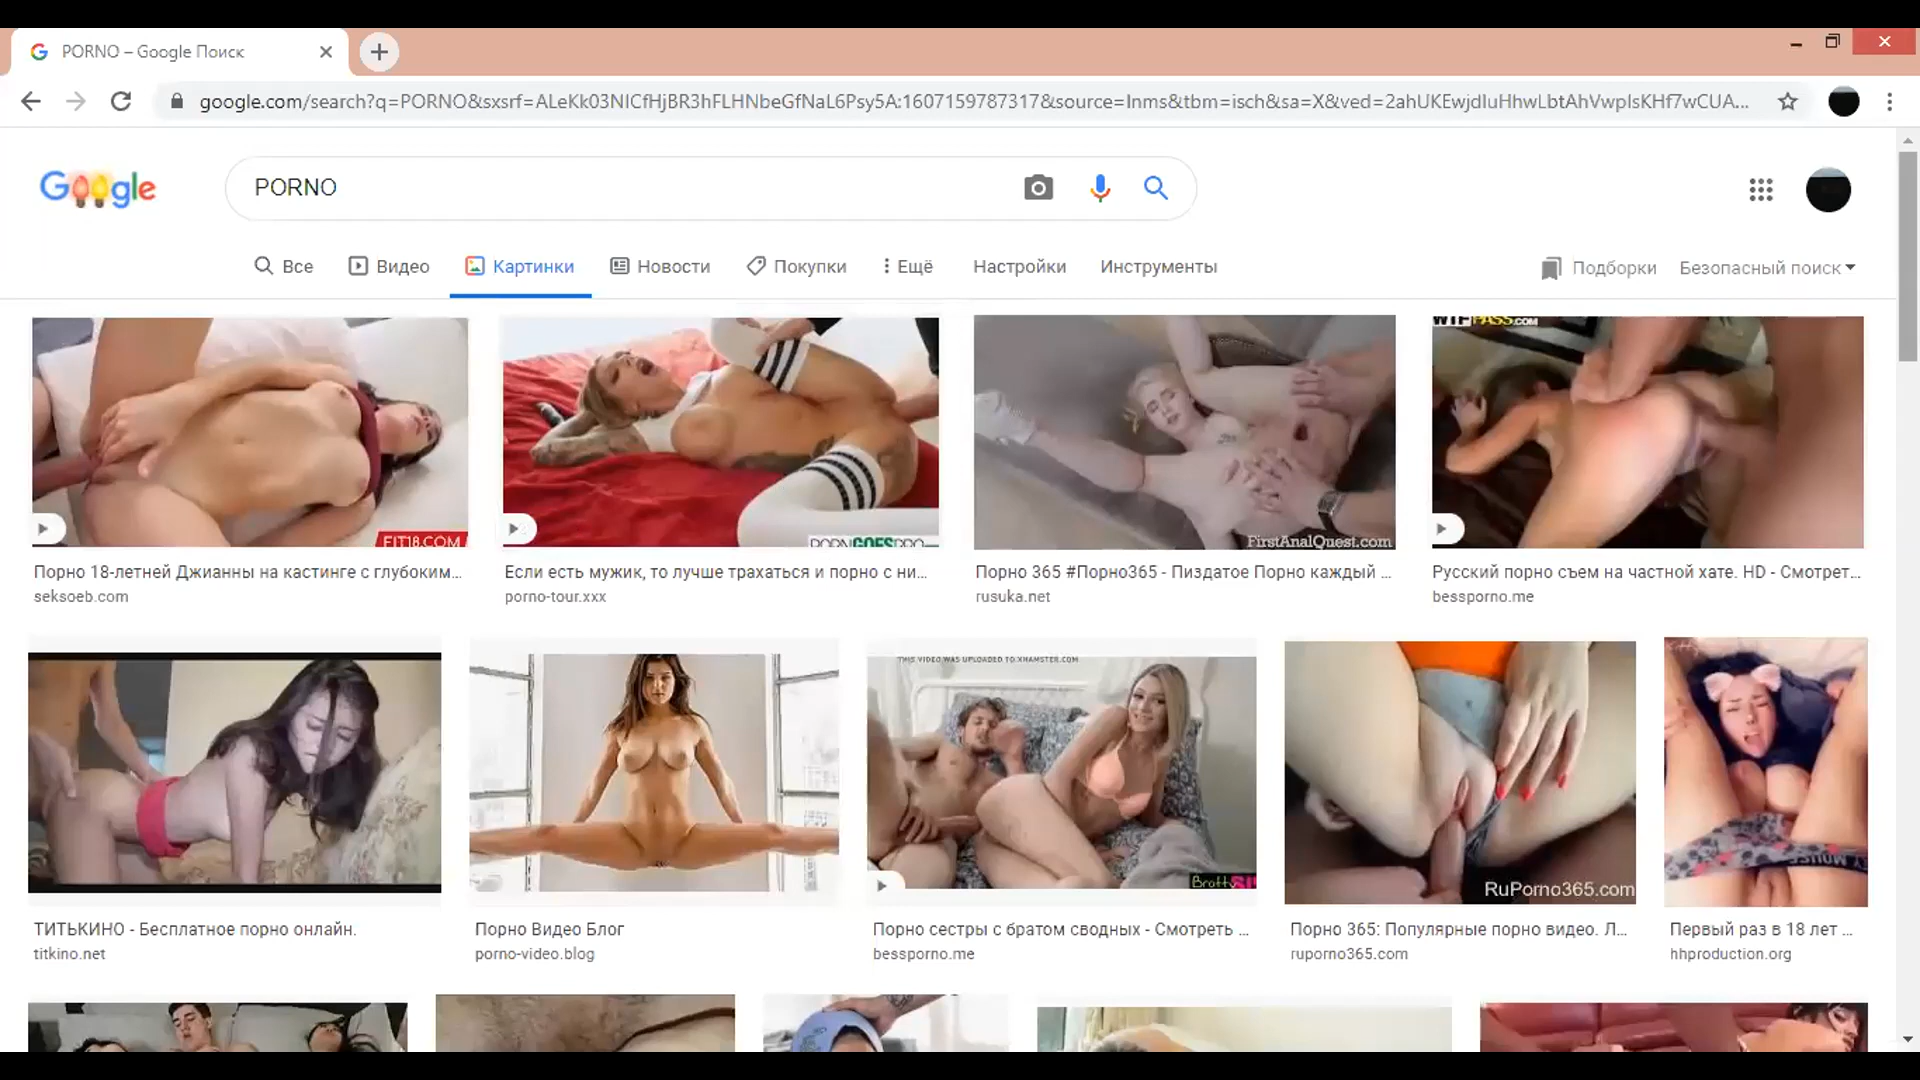 PORNO – Google Поиск
google.com/search?q=PORNO&sxsrf=ALeKk03NICfHjBR3hFLHNbeGfNaL6Psy5A:1607159787317&source=lnms&tbm=isch&sa=X&ved=2ahUKEwjdluHhwLbtAhVwplsKHf7wCUA...
Google
PORNO
Все Видео Картинки Новости Покупки Ещё Настройки Инструменты Подборки Безопасный поиск
WTFPASS.COM
FIT18.COM
PORNGOESPRO
FirstAnalQuest.com
Порно 18-летней Джианны на кастинге с глубоким...
seksoeb.com
Если есть мужик, то лучше трахаться и порно с ни...
porno-tour.xxx
Порно 365 #Порно365 - Пиздатое Порно каждый ...
rusuka.net
Русский порно съем на частной хате. HD - Смотрет...
bessporno.me
THIS VIDEO WAS UPLOADED TO XHAMSTER.COM
Bratty
RuPorno365.com
ТИТЬКИНО - Бесплатное порно онлайн.
titkino.net
Порно Видео Блог
porno-video.blog
Порно сестры с братом сводных - Смотреть ...
bessporno.me
Порно 365: Популярные порно видео. Л...
ruporno365.com
Первый раз в 18 лет ...
hhproduction.org